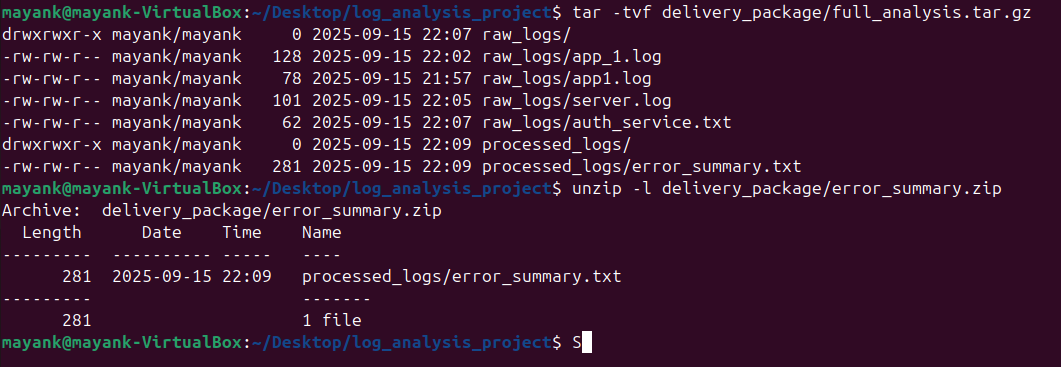 mayank@mayank-VirtualBox:~/Desktop/log_analysis_project$ tar -tvf delivery_package/full_analysis.tar.gz
drwxrwxr-x mayank/mayank     0 2025-09-15 22:07 raw_logs/
-rw-rw-r-- mayank/mayank   128 2025-09-15 22:02 raw_logs/app_1.log
-rw-rw-r-- mayank/mayank    78 2025-09-15 21:57 raw_logs/app1.log
-rw-rw-r-- mayank/mayank   101 2025-09-15 22:05 raw_logs/server.log
-rw-rw-r-- mayank/mayank    62 2025-09-15 22:07 raw_logs/auth_service.txt
drwxrwxr-x mayank/mayank     0 2025-09-15 22:09 processed_logs/
-rw-rw-r-- mayank/mayank   281 2025-09-15 22:09 processed_logs/error_summary.txt
mayank@mayank-VirtualBox:~/Desktop/log_analysis_project$ unzip -l delivery_package/error_summary.zip
Archive:  delivery_package/error_summary.zip
  Length      Date    Time    Name
---------  ---------- -----   ----
      281  2025-09-15 22:09   processed_logs/error_summary.txt
---------                     -------
      281                     1 file
mayank@mayank-VirtualBox:~/Desktop/log_analysis_project$ S